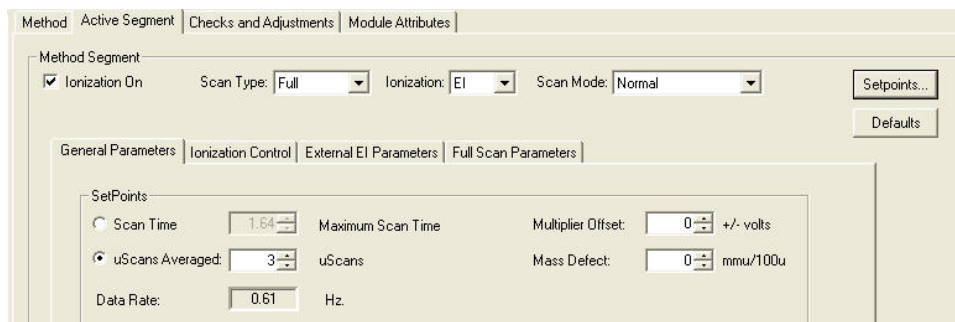 Method Active Segment Checks and Adjustments Module Attributes
Method Segment
Ionization On Scan Type: Full Ionization: EI Scan Mode: Normal Setpoints...
Defaults
General Parameters Ionization Control External EI Parameters Full Scan Parameters
SetPoints
Scan Time 1.64 Maximum Scan Time Multiplier Offset: 0 +/- volts
uScans Averaged: 3 uScans Mass Defect: 0 mmu/100u
Data Rate: 0.61 Hz.